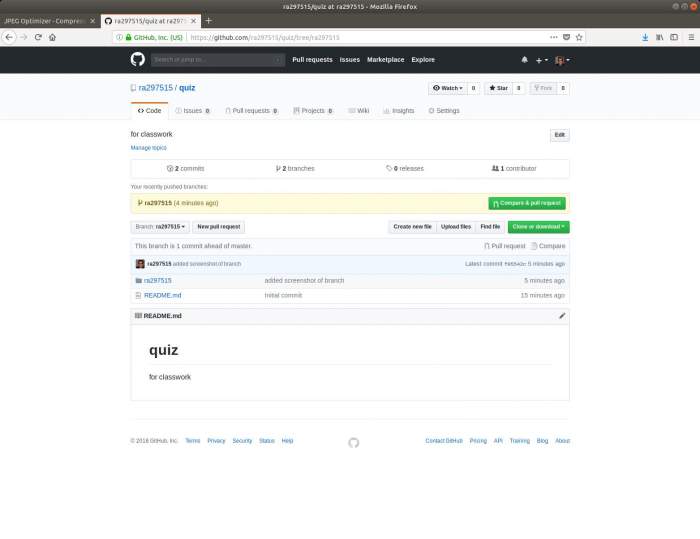 ra297515/quiz at ra297515 - Mozilla Firefox
JPEG Optimizer - Compress
ra297515/quiz at ra2975
GitHub, Inc. (US) https://github.com/ra297515/quiz/tree/ra297515
Search or jump to...
Pull requests Issues Marketplace Explore
ra297515 / quiz
Watch 0 Star 0 Fork 0
Code Issues 0 Pull requests 0 Projects 0 Wiki Insights Settings
for classwork Edit
Manage topics
2 commits 2 branches 0 releases 1 contributor
Your recently pushed branches:
ra297515 (4 minutes ago) Compare & pull request
Branch: ra297515 New pull request Create new file Upload files Find file Clone or download
This branch is 1 commit ahead of master. Pull request Compare
ra297515 added screenshot of branch Latest commit 5 minutes ago
ra297515 added screenshot of branch 5 minutes ago
README.md Initial commit 15 minutes ago
README.md
quiz
for classwork
© 2018 GitHub, Inc. Terms Privacy Security Status Help Contact GitHub Pricing API Training Blog About